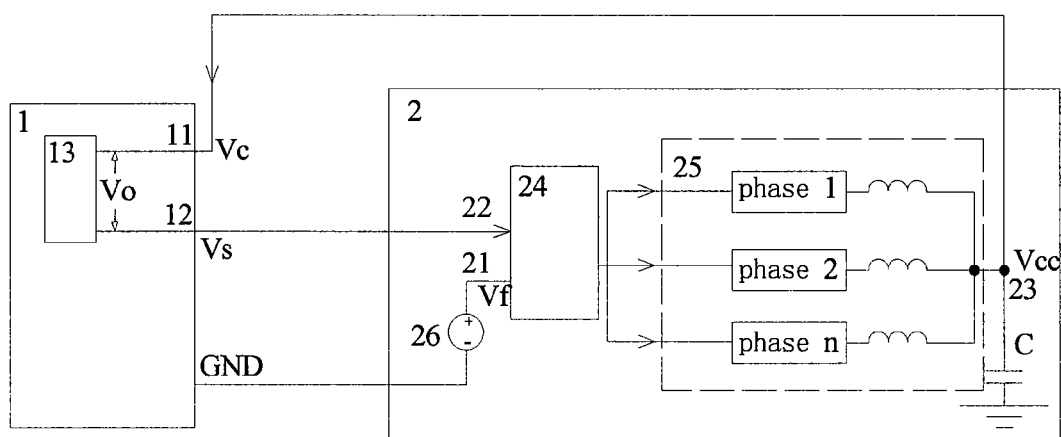 1
2
11
Vc
13
Vo
12
Vs
GND
22
24
21
Vf
26
25
phase 1
phase 2
phase n
Vcc
23
C
+
-